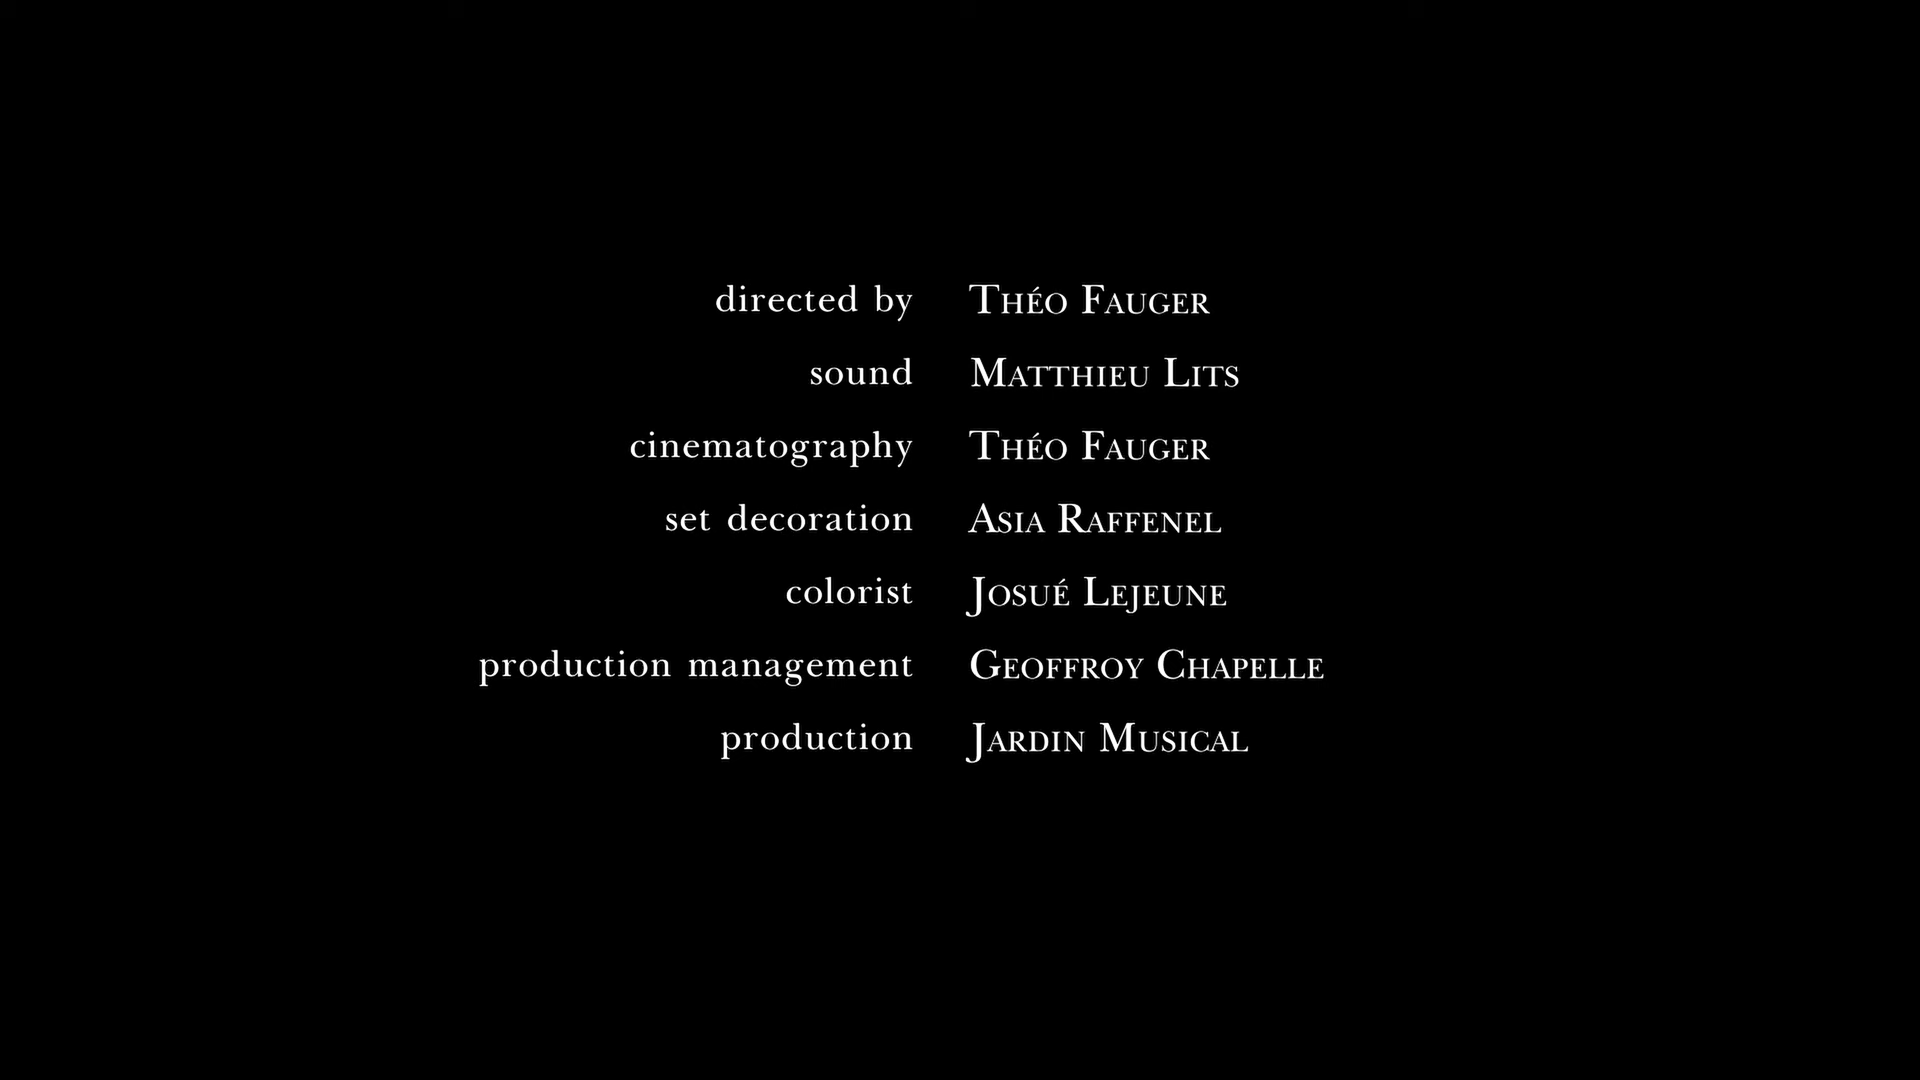 directed by Théo Fauger
sound Matthieu Lits
cinematography Théo Fauger
set decoration Asia Raffenel
colorist Josué Lejeune
production management Geoffroy Chapelle
production Jardin Musical